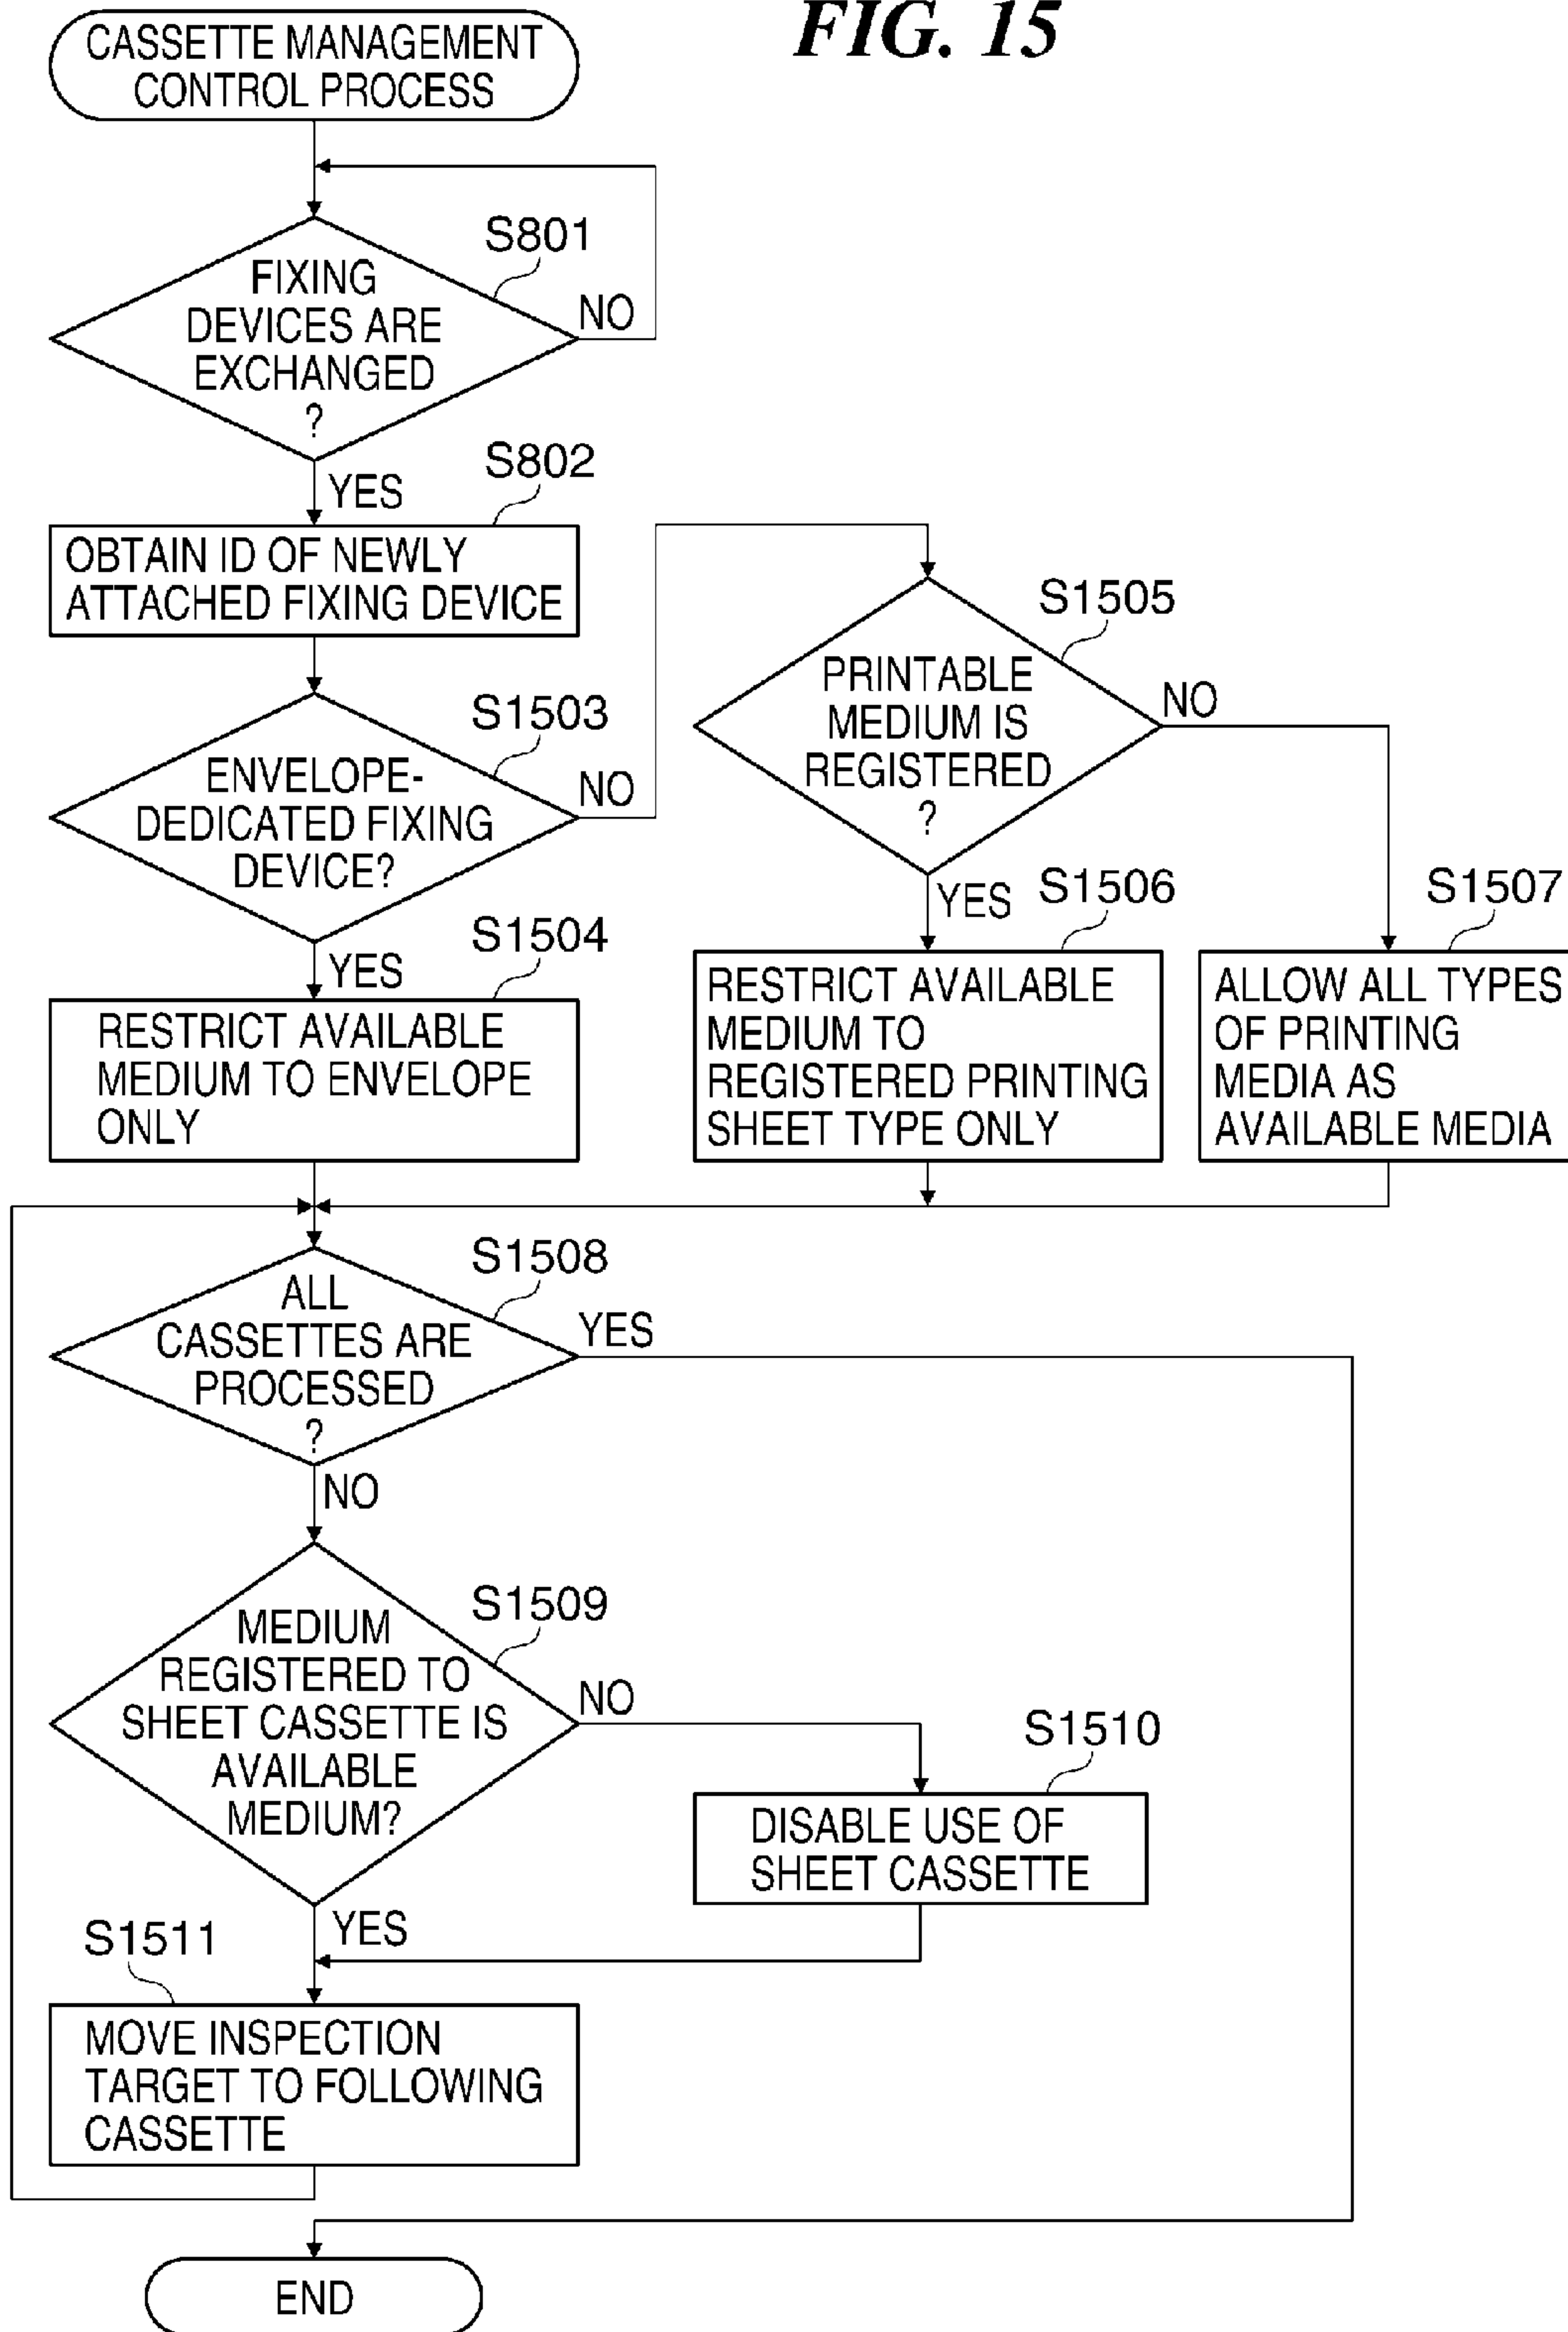 FIG. 15
CASSETTE MANAGEMENT
CONTROL PROCESS
S801
FIXING
DEVICES ARE
EXCHANGED
?
NO
YES
S802
OBTAIN ID OF NEWLY
ATTACHED FIXING DEVICE
S1503
ENVELOPE-
DEDICATED FIXING
DEVICE?
NO
YES
S1504
RESTRICT AVAILABLE
MEDIUM TO ENVELOPE
ONLY
S1505
PRINTABLE
MEDIUM IS
REGISTERED
?
NO
YES
S1506
RESTRICT AVAILABLE
MEDIUM TO
REGISTERED PRINTING
SHEET TYPE ONLY
S1507
ALLOW ALL TYPES
OF PRINTING
MEDIA AS
AVAILABLE MEDIA
S1508
ALL
CASSETTES ARE
PROCESSED
?
YES
NO
S1509
MEDIUM
REGISTERED TO
SHEET CASSETTE IS
AVAILABLE
MEDIUM?
NO
YES
S1510
DISABLE USE OF
SHEET CASSETTE
S1511
MOVE INSPECTION
TARGET TO FOLLOWING
CASSETTE
END